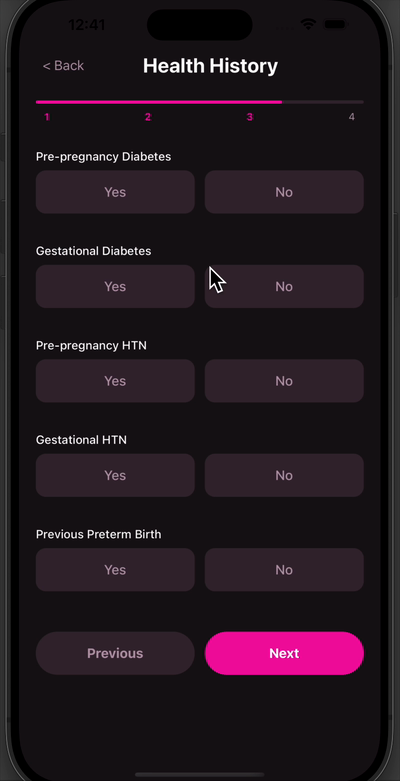 12:41
< Back Health History
1 2 3 4
Pre-pregnancy Diabetes
Yes No
Gestational Diabetes
Yes No
Pre-pregnancy HTN
Yes No
Gestational HTN
Yes No
Previous Preterm Birth
Yes No
Previous Next